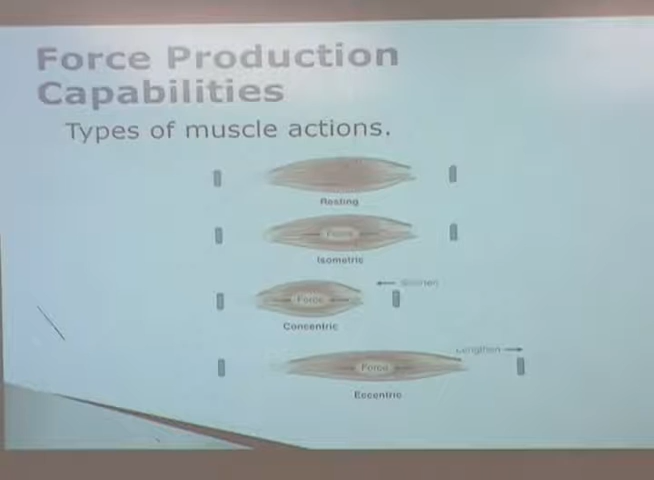 Force Production
Capabilities
Types of muscle actions.
Resting
Force
Isometric
Shorten
Force
Concentric
Lengthen
Force
Eccentric